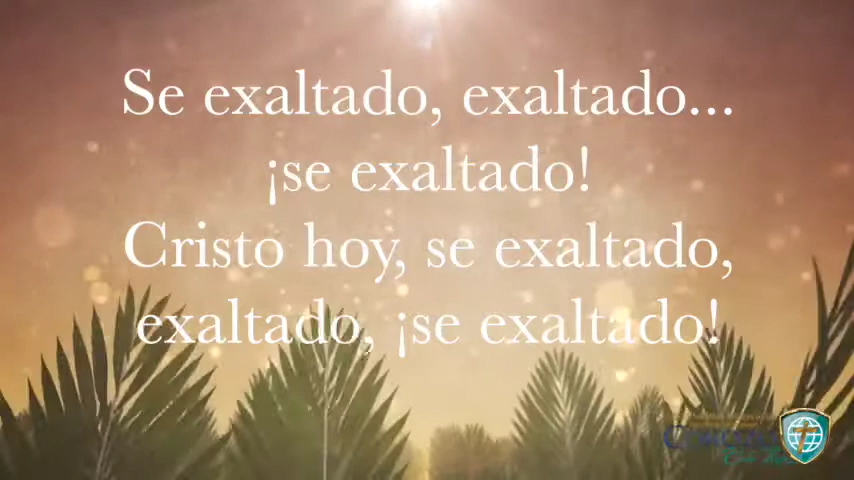 Se exaltado, exaltado...
¡se exaltado!
Cristo hoy, se exaltado,
exaltado, ¡se exaltado!